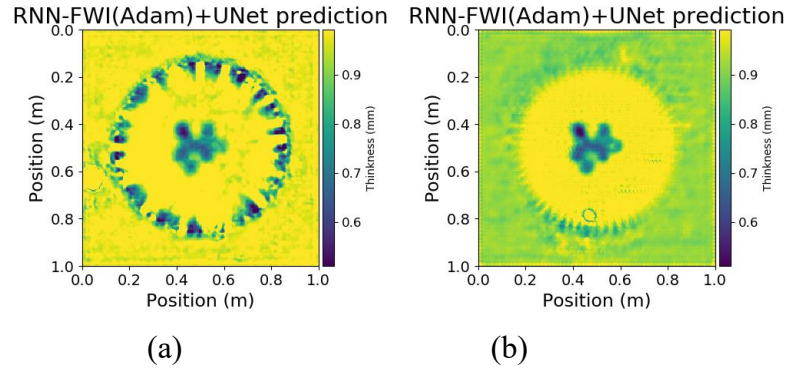 RNN-FWI(Adam)+UNet prediction
0.0
0.2
0.4
0.6
0.8
1.0
Position (m)
0.0 0.2 0.4 0.6 0.8 1.0
Position (m)
0.9
0.8
0.7
0.6
Thinkness (mm)
(a)
RNN-FWI(Adam)+UNet prediction
0.0
0.2
0.4
0.6
0.8
1.0
Position (m)
0.0 0.2 0.4 0.6 0.8 1.0
Position (m)
0.9
0.8
0.7
0.6
Thinkness (mm)
(b)